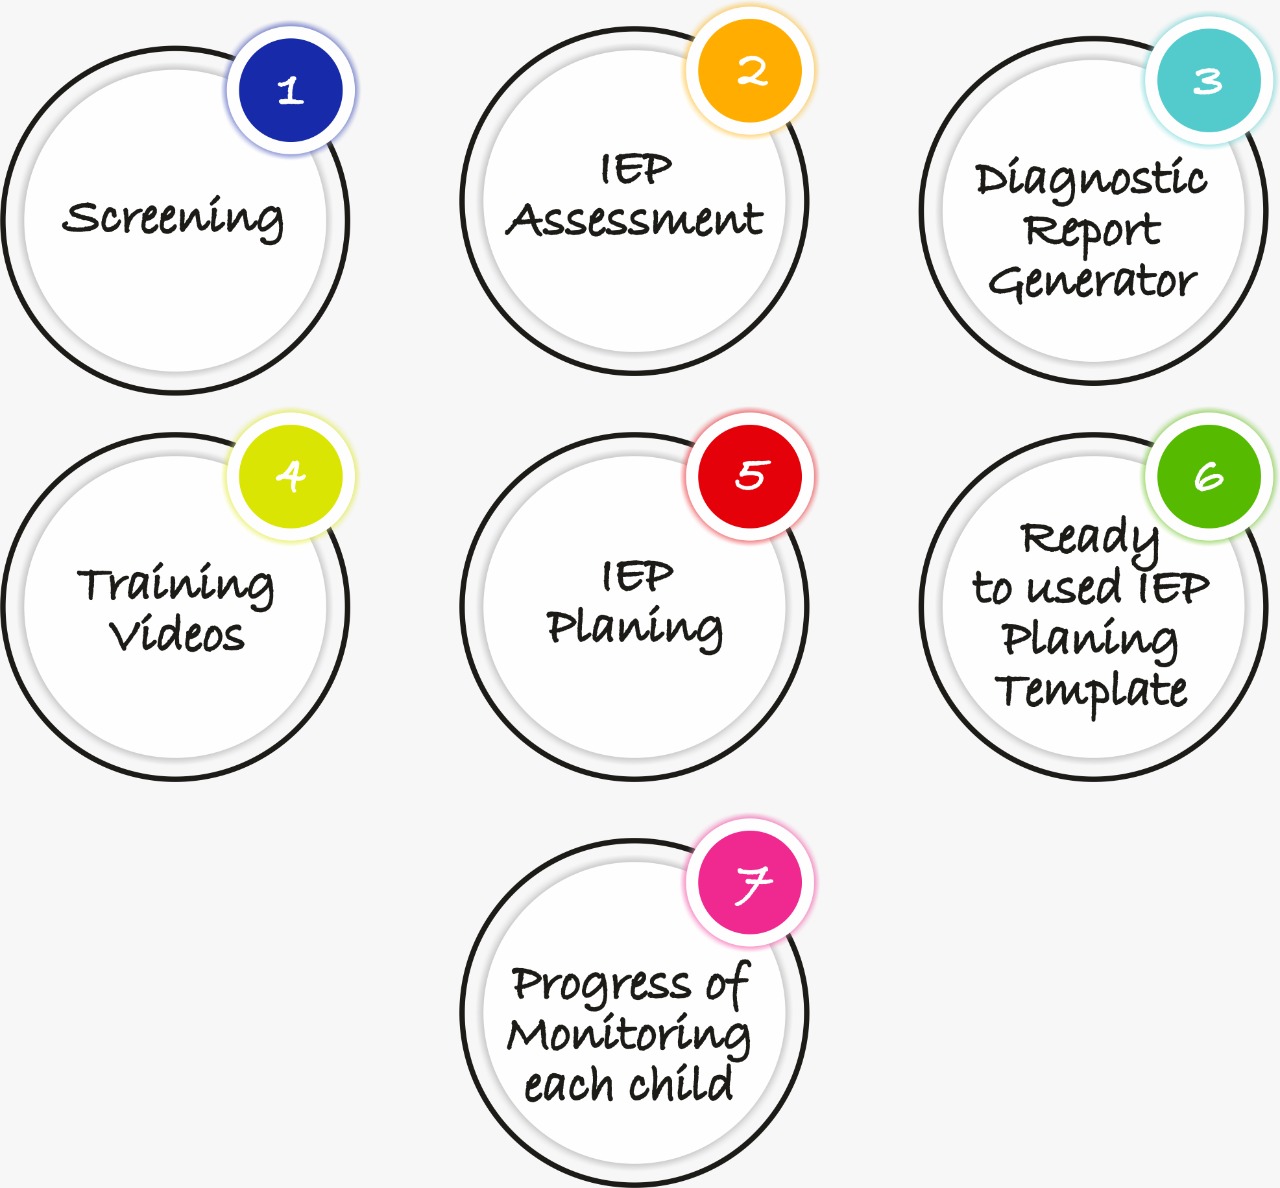 1
Screening
2
IEP
Assessment
3
Diagnostic
Report
Generator
4
Training
Videos
5
IEP
Planing
6
Ready
to used IEP
Planing
Template
7
Progress of
Monitoring
each child